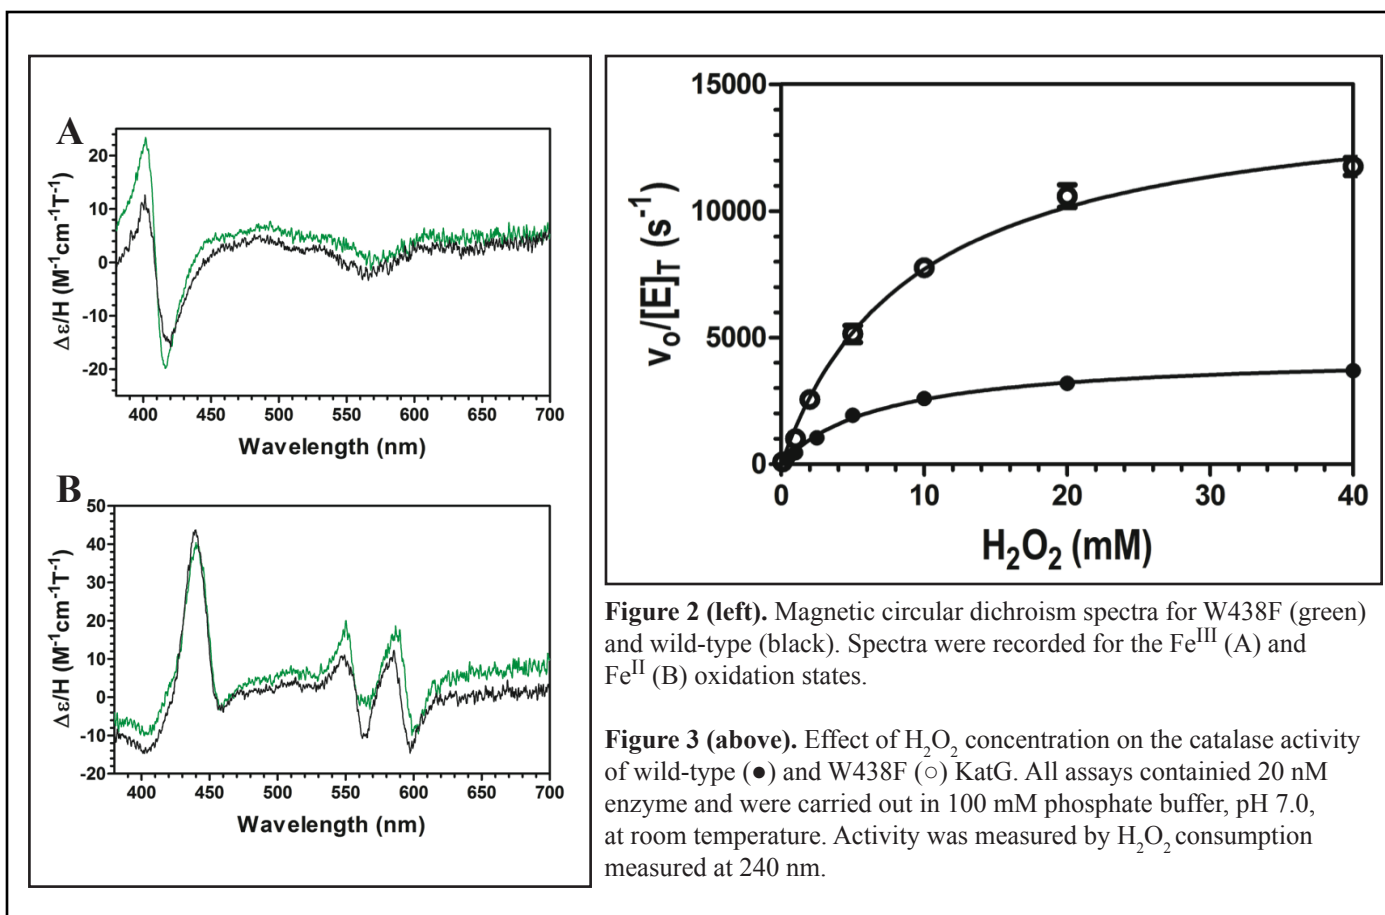 A
20
10
0
-10
-20
Δε/H (M⁻¹cm⁻¹T⁻¹)
400 450 500 550 600 650 700
Wavelength (nm)
B
50
40
30
20
10
0
-10
-20
Δε/H (M⁻¹cm⁻¹T⁻¹)
400 450 500 550 600 650 700
Wavelength (nm)
15000
10000
5000
0
v₀/[E]T (s⁻¹)
0 10 20 30 40
H₂O₂ (mM)
Figure 2 (left). Magnetic circular dichroism spectra for W438F (green)
and wild-type (black). Spectra were recorded for the Feᴵᴵᴵ (A) and
Feᴵᴵ (B) oxidation states.
Figure 3 (above). Effect of H₂O₂ concentration on the catalase activity
of wild-type (●) and W438F (○) KatG. All assays containied 20 nM
enzyme and were carried out in 100 mM phosphate buffer, pH 7.0,
at room temperature. Activity was measured by H₂O₂ consumption
measured at 240 nm.